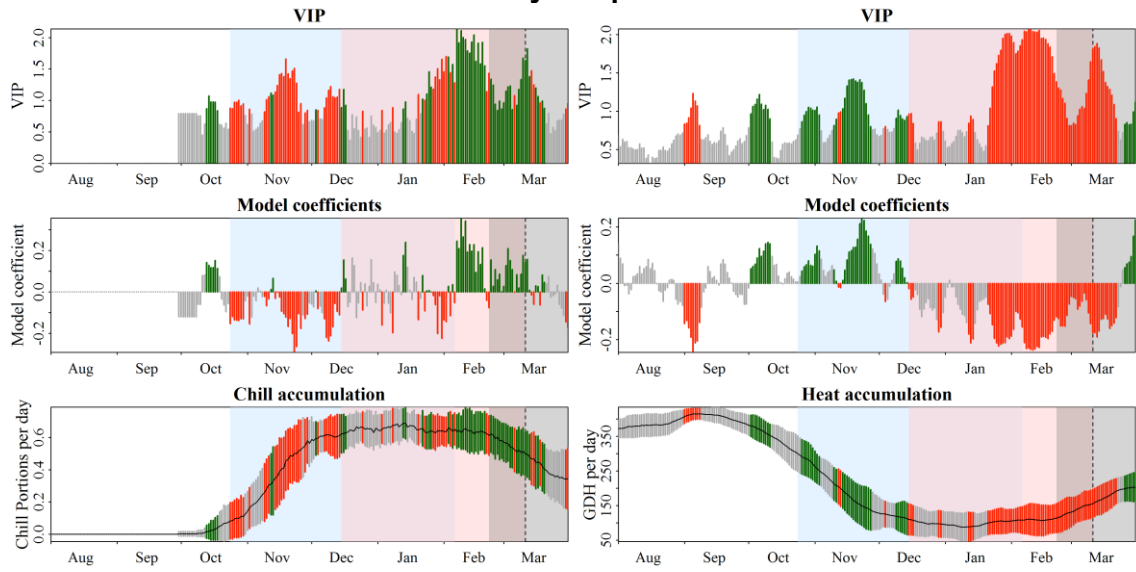 VIP
VIP
0.0
0.5
1.0
1.5
2.0
Aug Sep Oct Nov Dec Jan Feb Mar
VIP
VIP
0.5
1.0
1.5
2.0
Aug Sep Oct Nov Dec Jan Feb Mar
Model coefficients
Model coefficient
−0.2
0.0
0.2
Aug Sep Oct Nov Dec Jan Feb Mar
Model coefficients
Model coefficient
−0.2
0.0
0.2
Aug Sep Oct Nov Dec Jan Feb Mar
Chill accumulation
Chill Portions per day
0.0
0.2
0.4
0.6
Aug Sep Oct Nov Dec Jan Feb Mar
Heat accumulation
GDH per day
50
150
250
350
Aug Sep Oct Nov Dec Jan Feb Mar